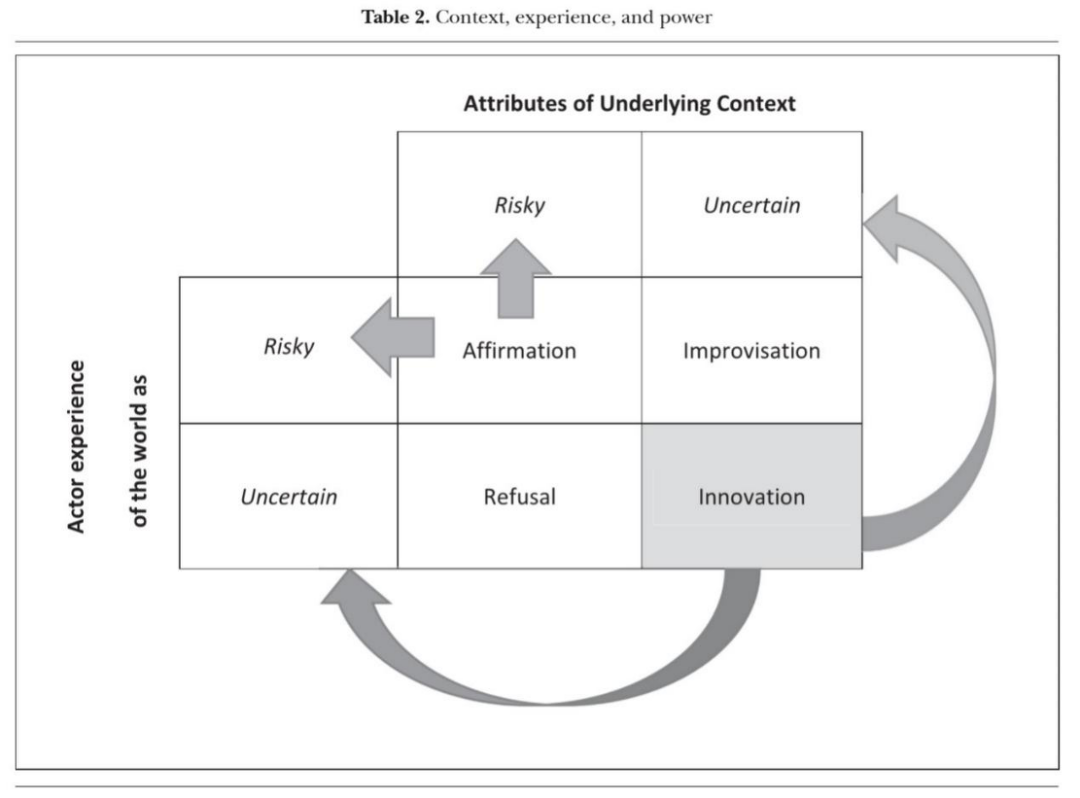 Table 2. Context, experience, and power
Attributes of Underlying Context
Risky
Uncertain
Actor experience
of the world as
Risky
Affirmation
Improvisation
Uncertain
Refusal
Innovation